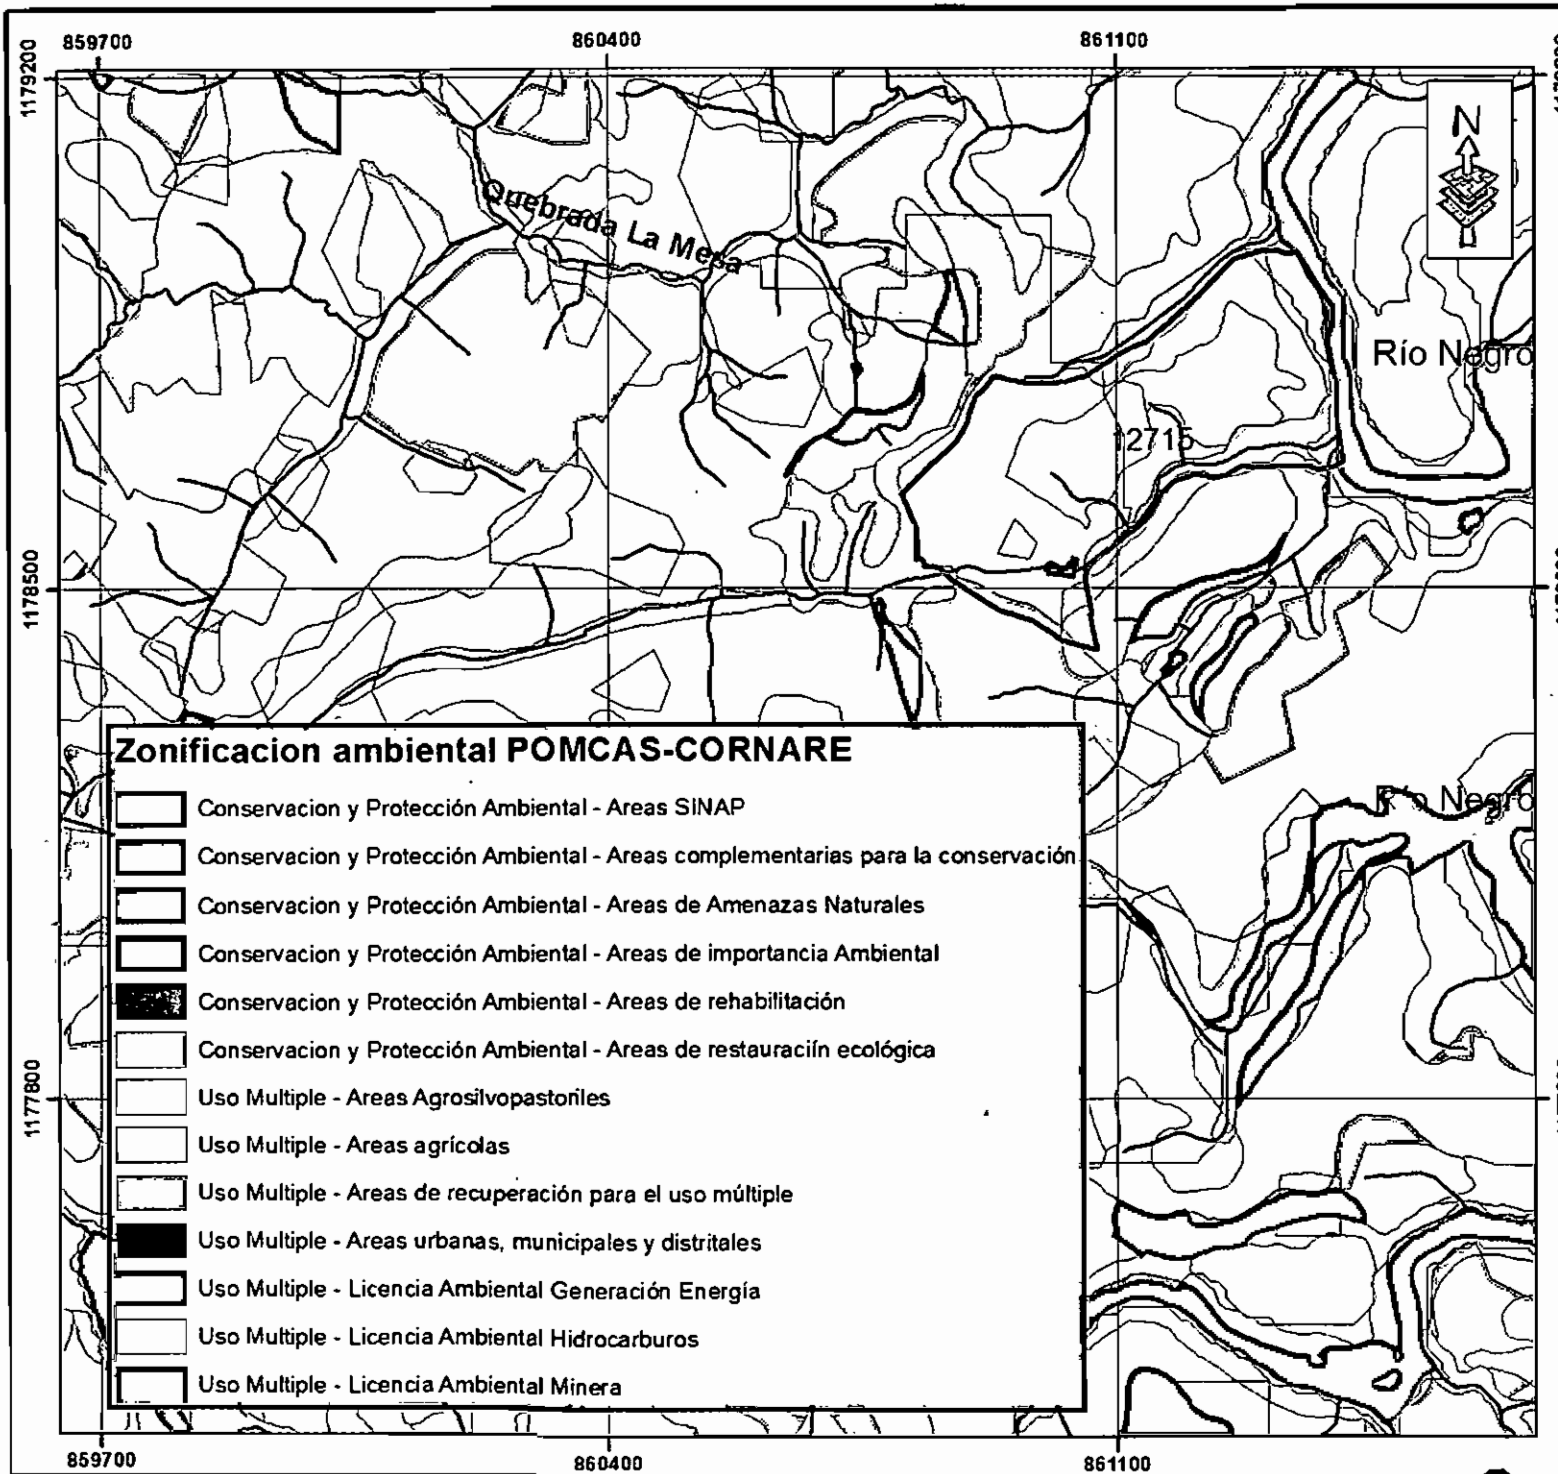 859700 860400 861100
1179200
N
Quebrada La Mesa
Río Negro
12715
1178500
Zonificacion ambiental POMCAS-CORNARE
Conservacion y Protección Ambiental - Areas SINAP
Río Negro
Conservacion y Protección Ambiental - Areas complementarias para la conservación
Conservacion y Protección Ambiental - Areas de Amenazas Naturales
Conservacion y Protección Ambiental - Areas de importancia Ambiental
Conservacion y Protección Ambiental - Areas de rehabilitación
Conservacion y Protección Ambiental - Areas de restauraciín ecológica
1177800
Uso Multiple - Areas Agrosilvopastoriles
Uso Multiple - Areas agrícolas
Uso Multiple - Areas de recuperación para el uso múltiple
Uso Multiple - Areas urbanas, municipales y distritales
Uso Multiple - Licencia Ambiental Generación Energía
Uso Multiple - Licencia Ambiental Hidrocarburos
Uso Multiple - Licencia Ambiental Minera
859700 860400 861100